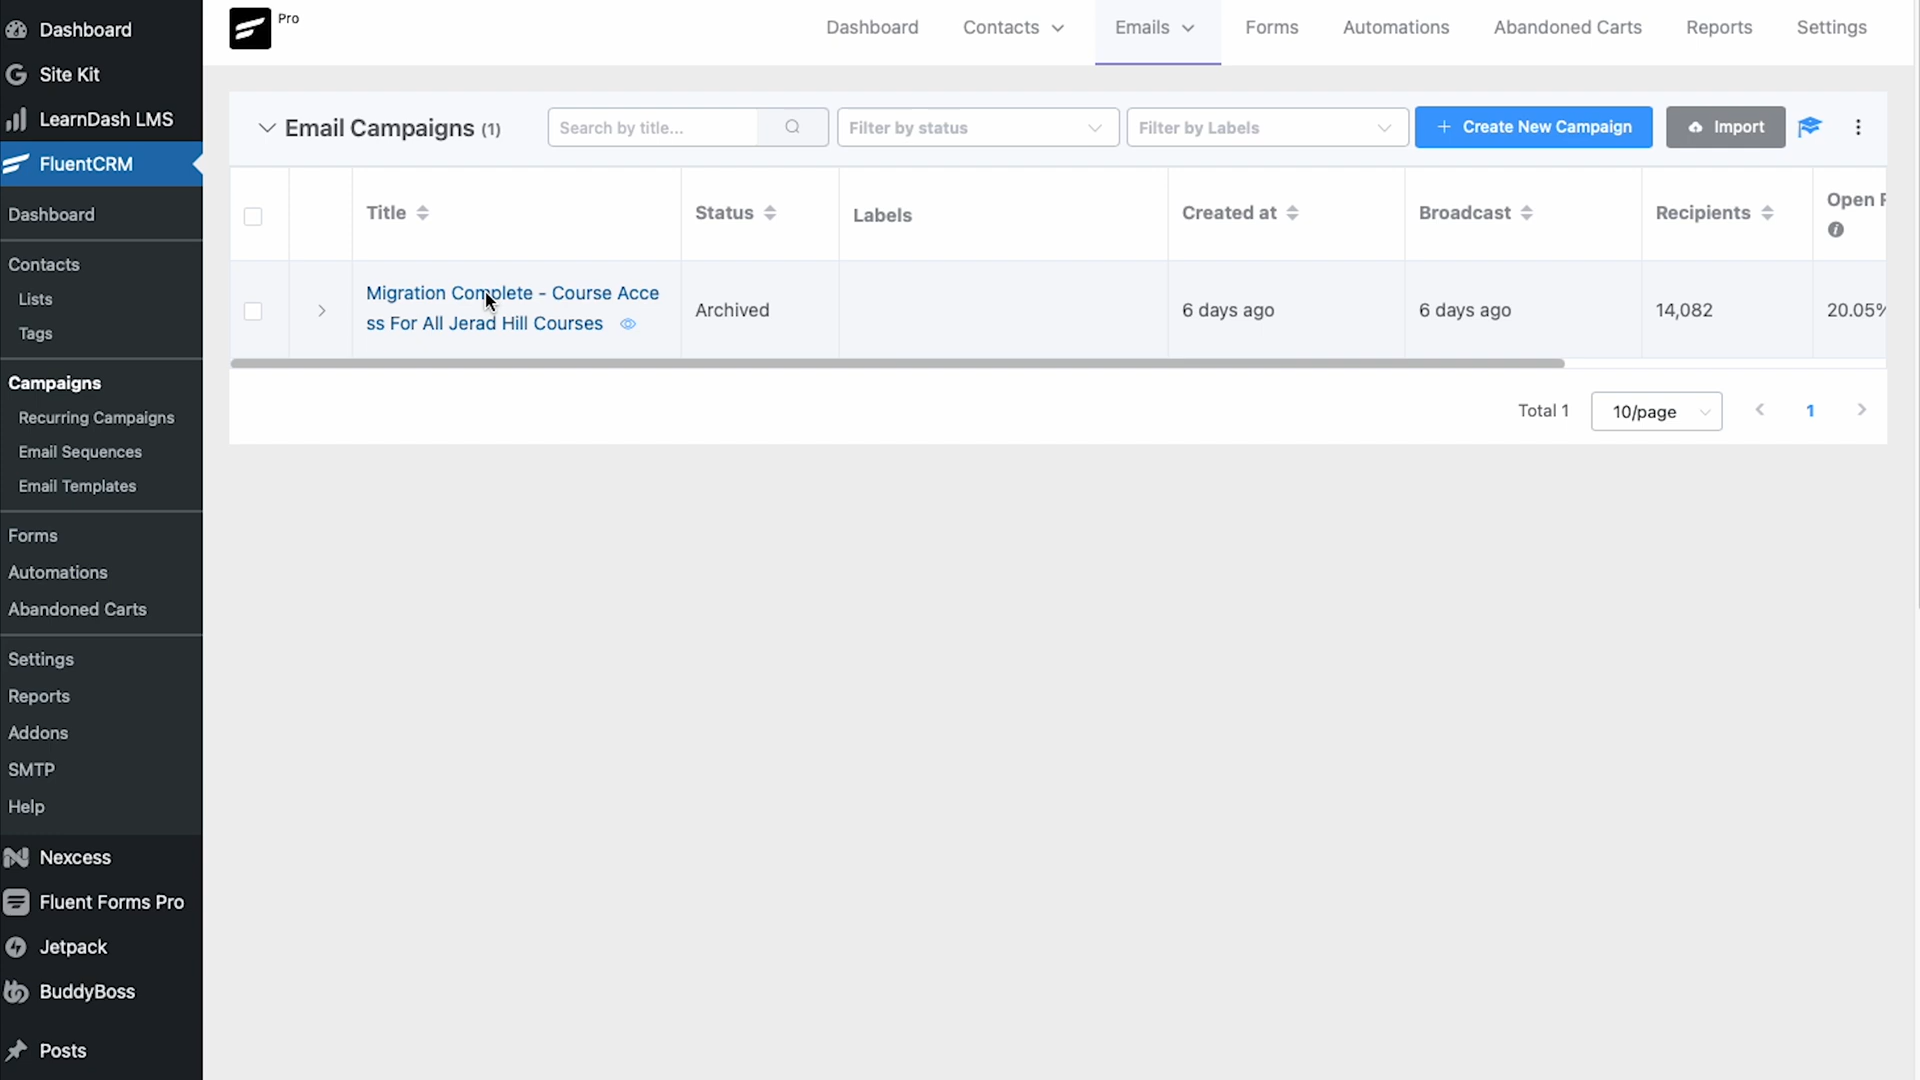 Dashboard
Site Kit
LearnDash LMS
FluentCRM
Dashboard
Contacts
Lists
Tags
Campaigns
Recurring Campaigns
Email Sequences
Email Templates
Forms
Automations
Abandoned Carts
Settings
Reports
Addons
SMTP
Help
Nexcess
Fluent Forms Pro
Jetpack
BuddyBoss
Posts
Pro
Dashboard Contacts Emails Forms Automations Abandoned Carts Reports Settings
Email Campaigns (1) Search by title... Filter by status Filter by Labels + Create New Campaign Import
Title Status Labels Created at Broadcast Recipients Open R
Migration Complete - Course Acce
ss For All Jerad Hill Courses
Archived 6 days ago 6 days ago 14,082 20.05%
Total 1 10/page 1